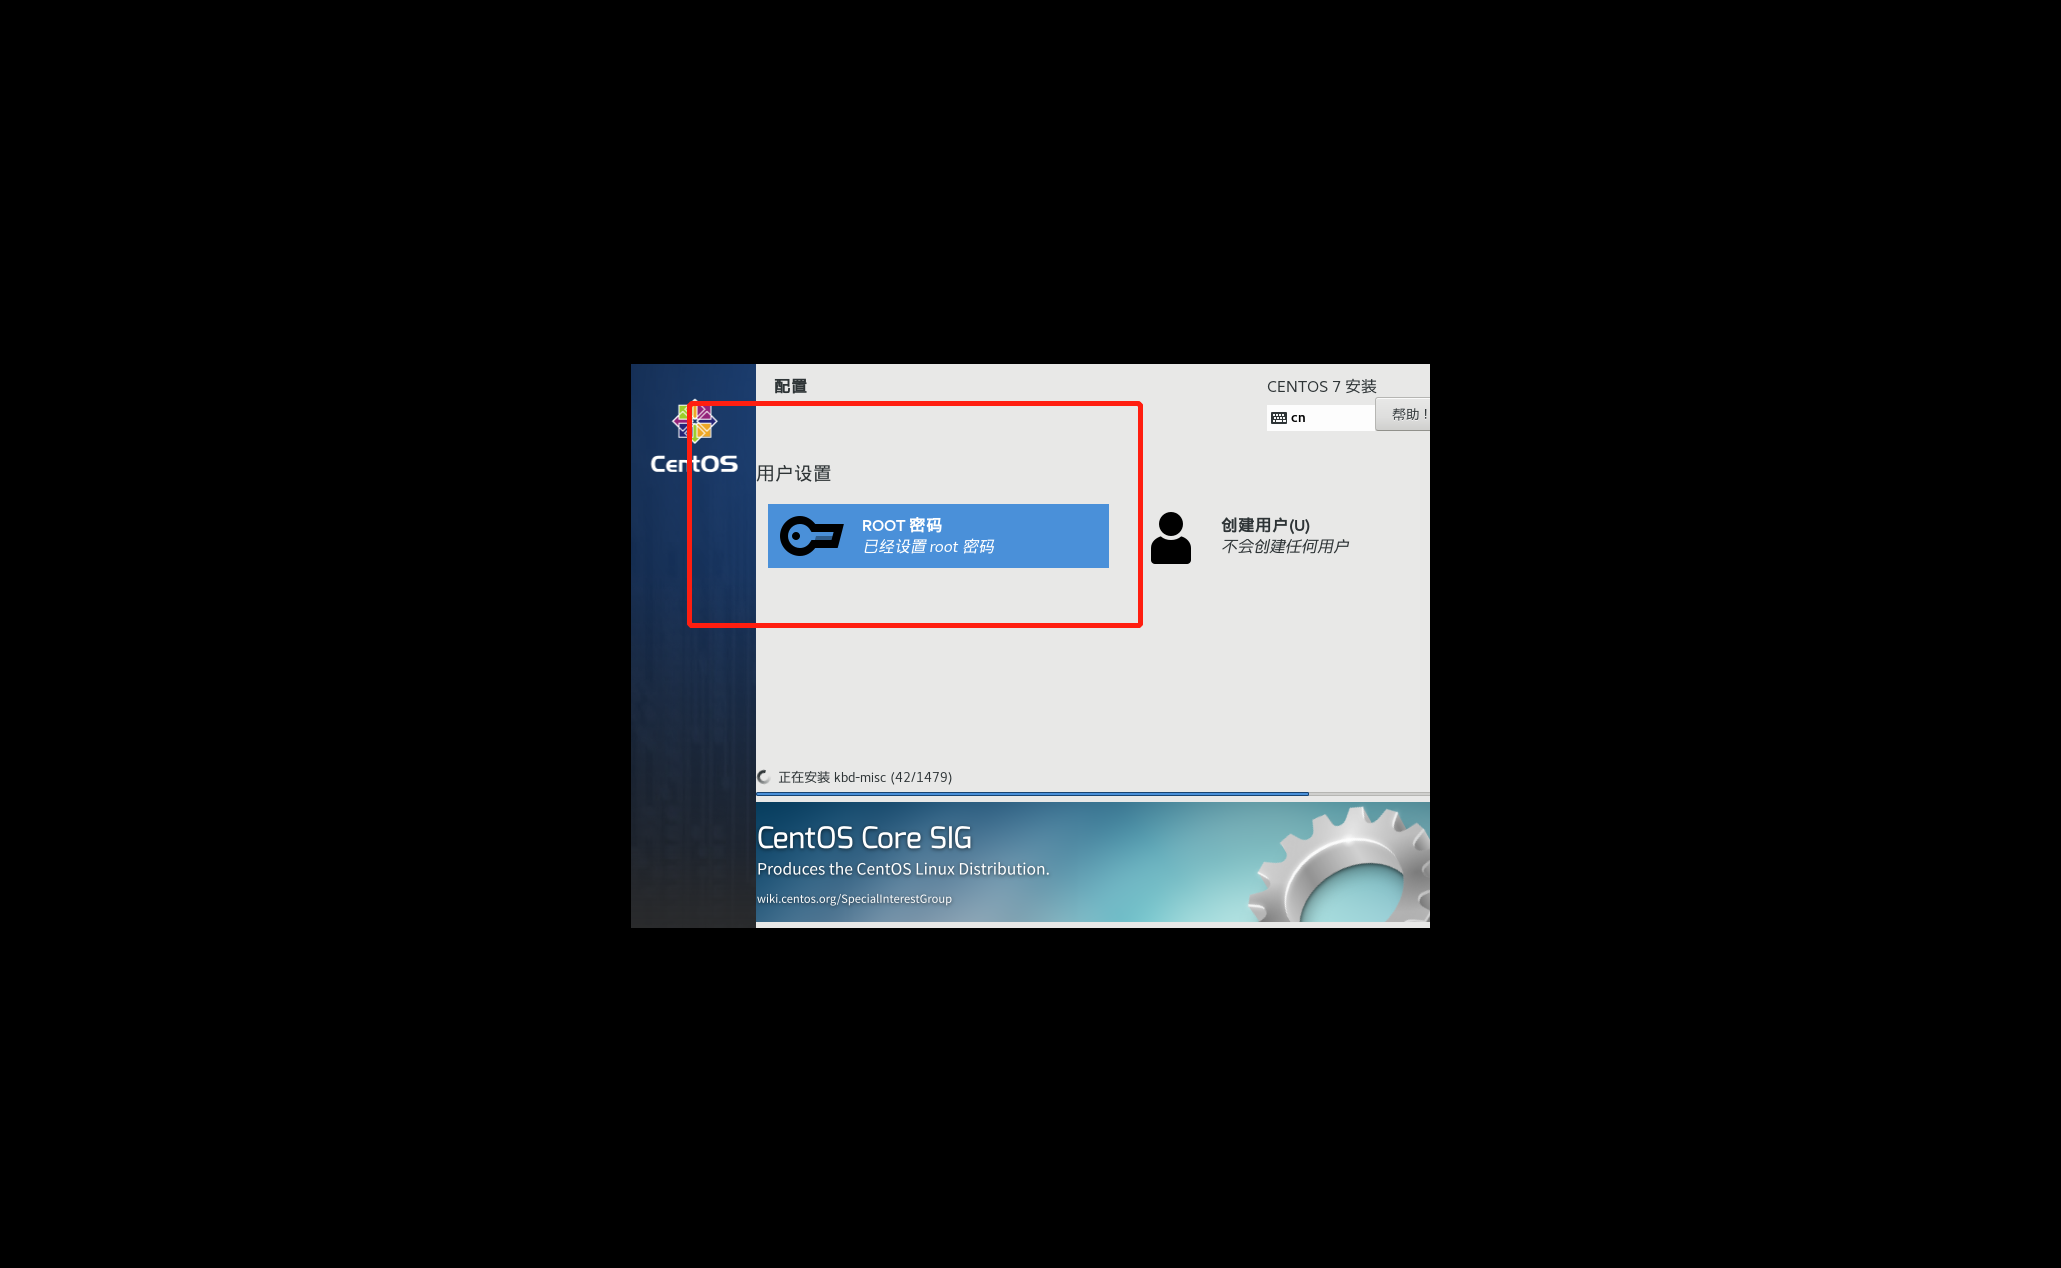 配置
CENTOS 7 安装
cn
帮助！
CentOS
用户设置
ROOT 密码
已经设置 root 密码
创建用户(U)
不会创建任何用户
正在安装 kbd-misc (42/1479)
CentOS Core SIG
Produces the CentOS Linux Distribution.
wiki.centos.org/SpecialInterestGroup